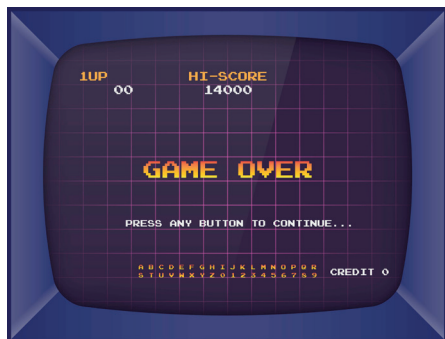 1UP HI-SCORE
00 14000
GAME OVER
PRESS ANY BUTTON TO CONTINUE...
A B C D E F G H I J K L M N O P Q R
S T U V W X Y Z 0 1 2 3 4 5 6 7 8 9 CREDIT 0